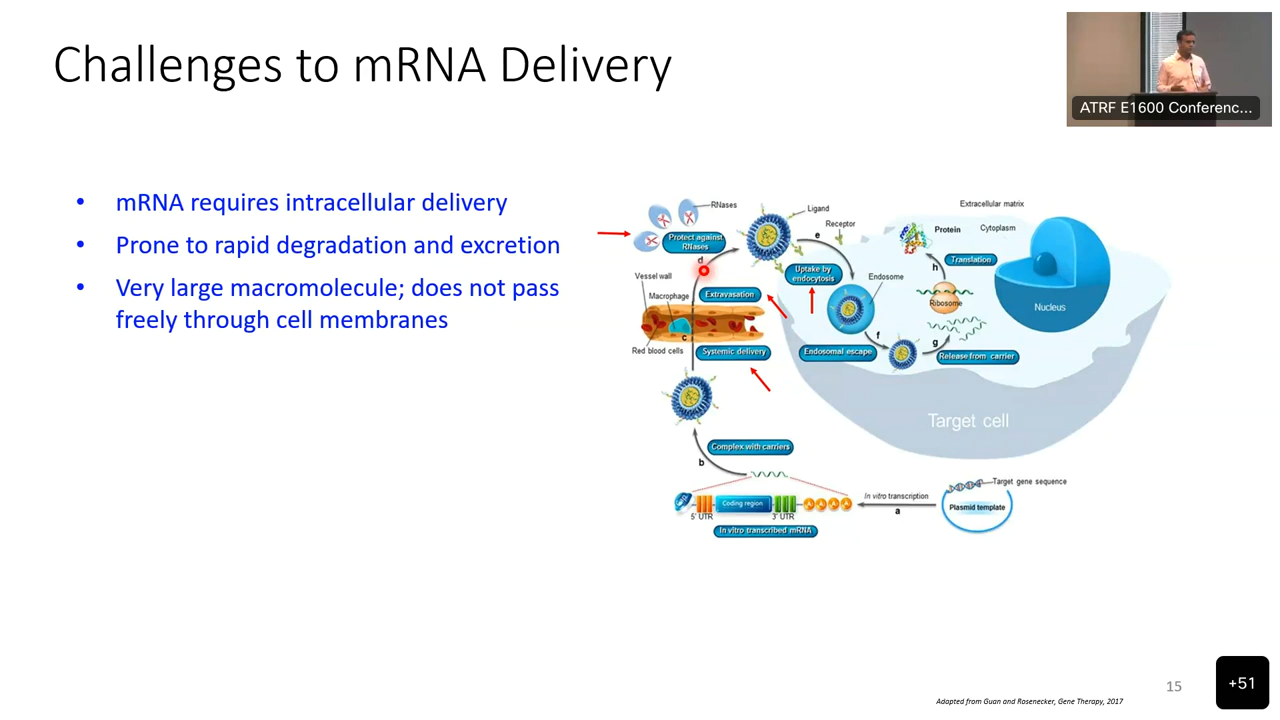 Challenges to mRNA Delivery
ATRF E1600 Conferenc...
• mRNA requires intracellular delivery
• Prone to rapid degradation and excretion
• Very large macromolecule; does not pass
freely through cell membranes
RNases
Protect against
RNases
d
Vessel wall
Macrophage
Extravasation
c
Red blood cells
Systemic delivery
Ligand
Receptor
e
Uptake by
endocytosis
Endosome
f
Endosomal escape
g
Release from carrier
Extracellular matrix
Protein
Cytoplasm
h
Translation
Ribosome
Nucleus
Target cell
Complex with carriers
b
5' UTR
Coding region
3' UTR
A A A A
In vitro transcribed mRNA
In vitro transcription
a
Target gene sequence
Plasmid template
15
+51
Adapted from Guan and Rosenecker, Gene Therapy, 2017